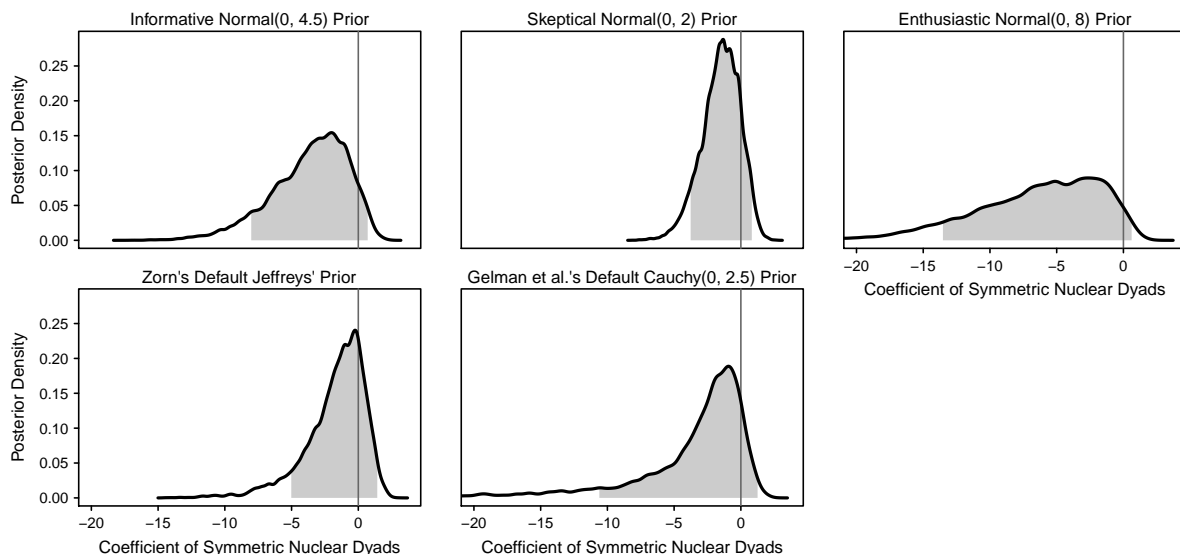 Informative Normal(0, 4.5) Prior
Skeptical Normal(0, 2) Prior
Enthusiastic Normal(0, 8) Prior
Posterior Density
0.25
0.20
0.15
0.10
0.05
0.00
−20 −15 −10 −5 0
Coefficient of Symmetric Nuclear Dyads
Zorn's Default Jeffreys' Prior
Gelman et al.'s Default Cauchy(0, 2.5) Prior
Posterior Density
0.25
0.20
0.15
0.10
0.05
0.00
−20 −15 −10 −5 0
−20 −15 −10 −5 0
Coefficient of Symmetric Nuclear Dyads
Coefficient of Symmetric Nuclear Dyads